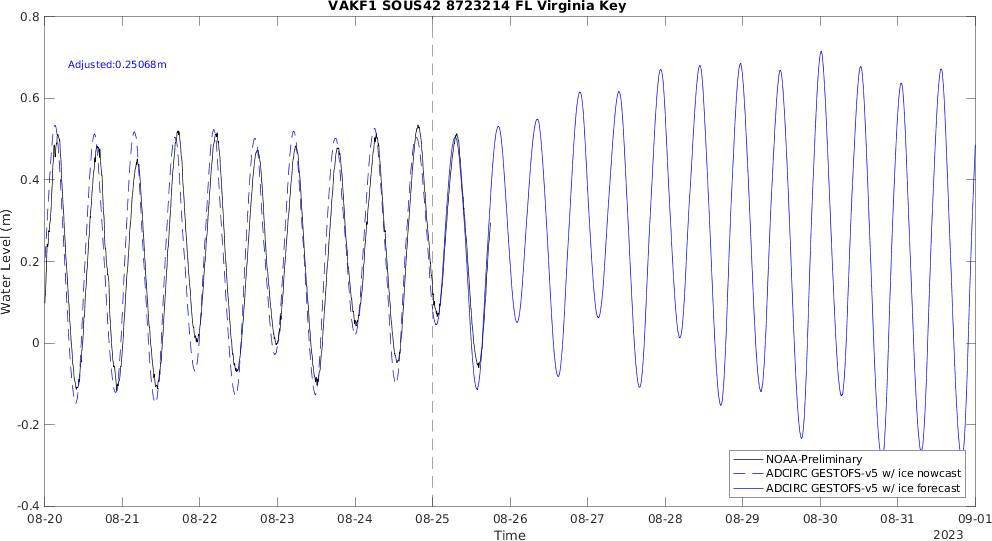 VAKF1 SOUS42 8723214 FL Virginia Key
0.8
Adjusted:0.25068m
0.6
0.4
Water Level (m)
0.2
0
-0.2
NOAA-Preliminary
ADCIRC GESTOFS-v5 w/ ice nowcast
ADCIRC GESTOFS-v5 w/ ice forecast
-0.4
08-20 08-21 08-22 08-23 08-24 08-25 08-26 08-27 08-28 08-29 08-30 08-31 09-01
Time
2023